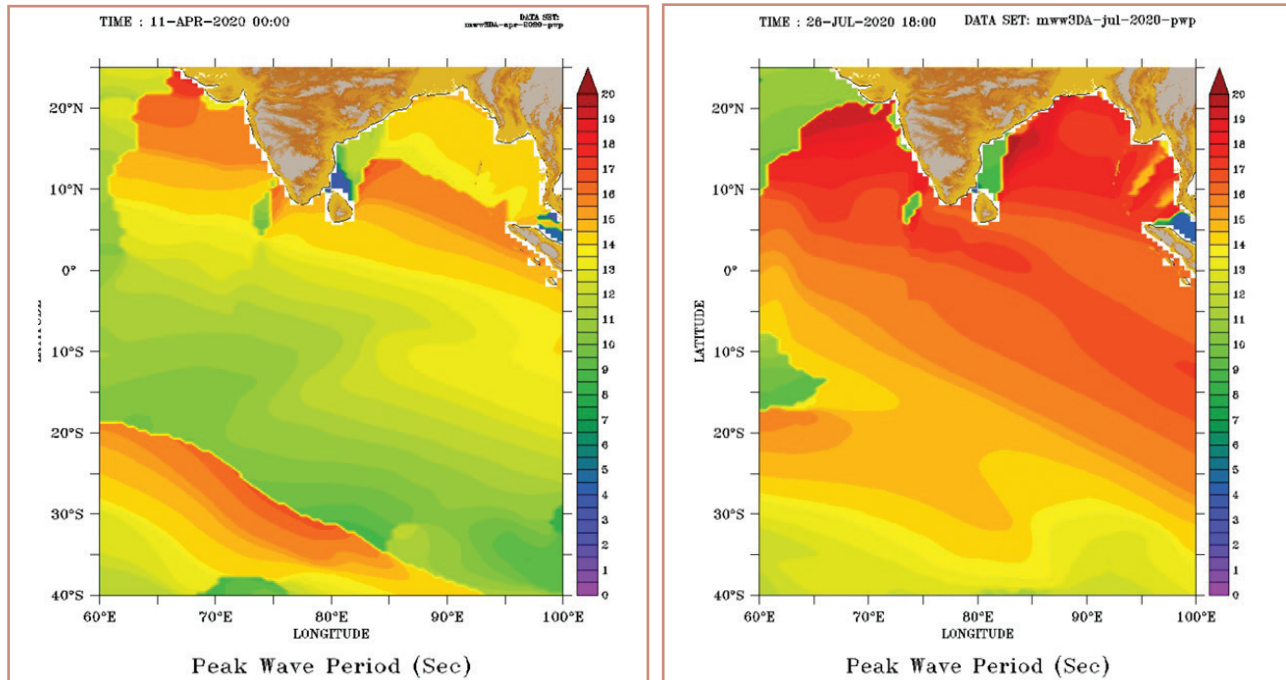 TIME : 11-APR-2020 00:00
DATA SET:
mww3DA-apr-2020-pwp
20°N
10°N
0°
10°S
20°S
30°S
40°S
LATITUDE
60°E 70°E 80°E 90°E 100°E
LONGITUDE
20
19
18
17
16
15
14
13
12
11
10
9
8
7
6
5
4
3
2
1
0
Peak Wave Period (Sec)
TIME : 26-JUL-2020 18:00 DATA SET: mww3DA-jul-2020-pwp
20°N
10°N
0°
10°S
20°S
30°S
40°S
LATITUDE
60°E 70°E 80°E 90°E 100°E
LONGITUDE
20
19
18
17
16
15
14
13
12
11
10
9
8
7
6
5
4
3
2
1
0
Peak Wave Period (Sec)